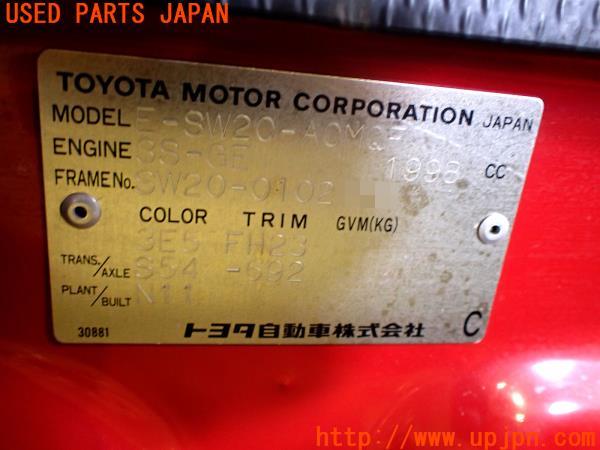 USED PARTS JAPAN
TOYOTA MOTOR CORPORATION JAPAN
MODEL E-SW20-
ENGINE 3S-GE 1998 CC
FRAME No. SW20-0102
COLOR TRIM GVM(KG)
3E5 FH23
TRANS./AXLE S54 -692
PLANT/BUILT N11
30881 トヨタ自動車株式会社 C
http://www.upjpn.com